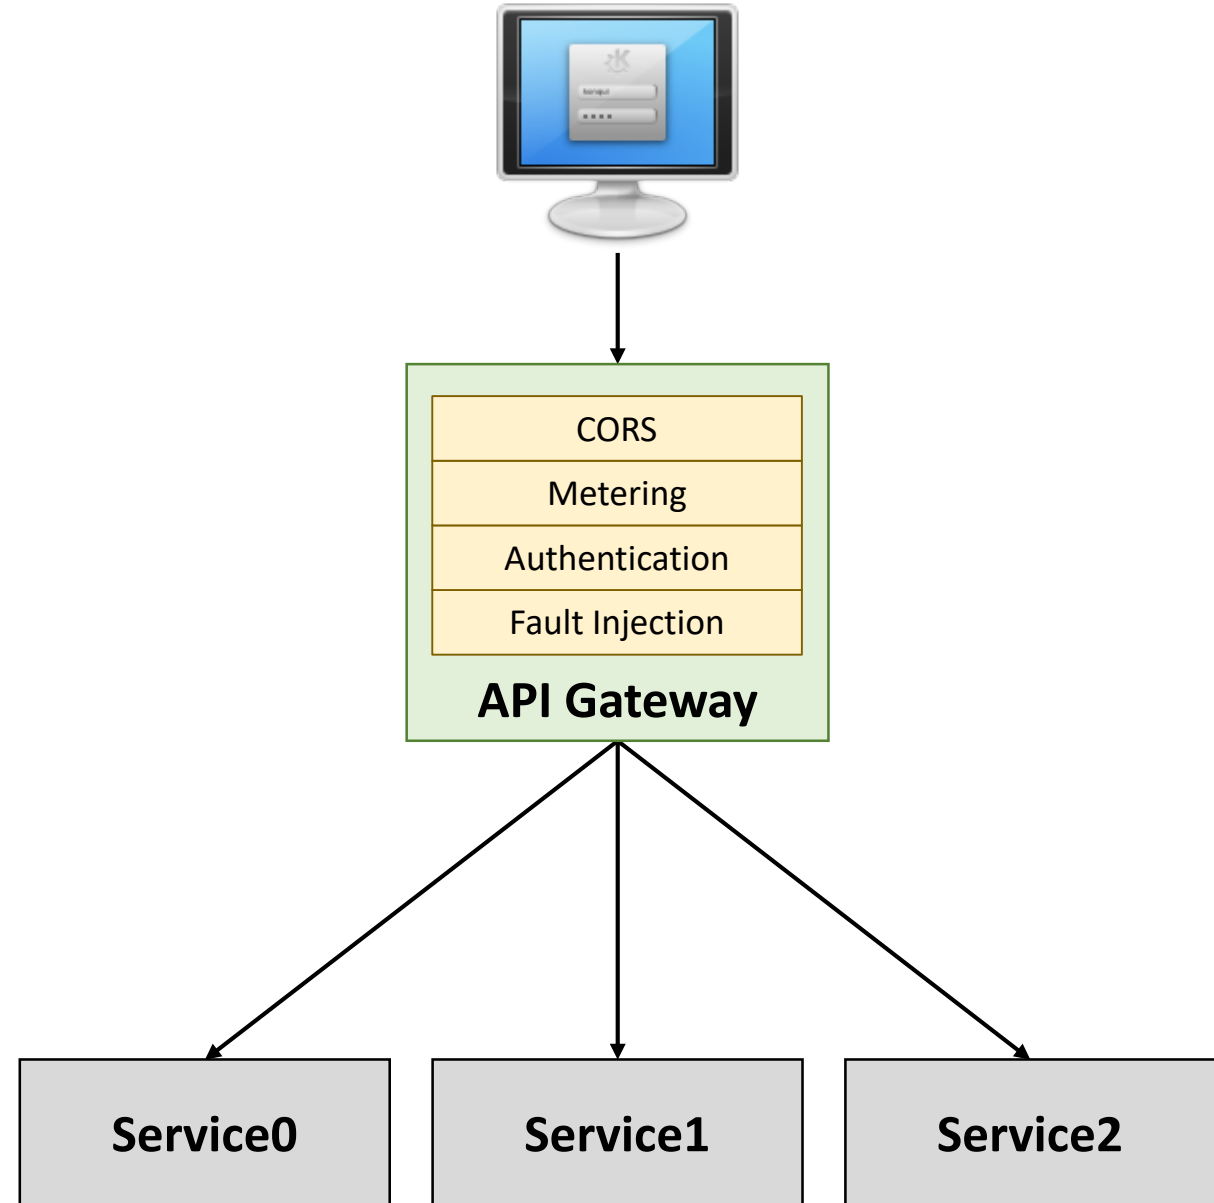 CORS
Metering
Authentication
Fault Injection
API Gateway
Service0
Service1
Service2